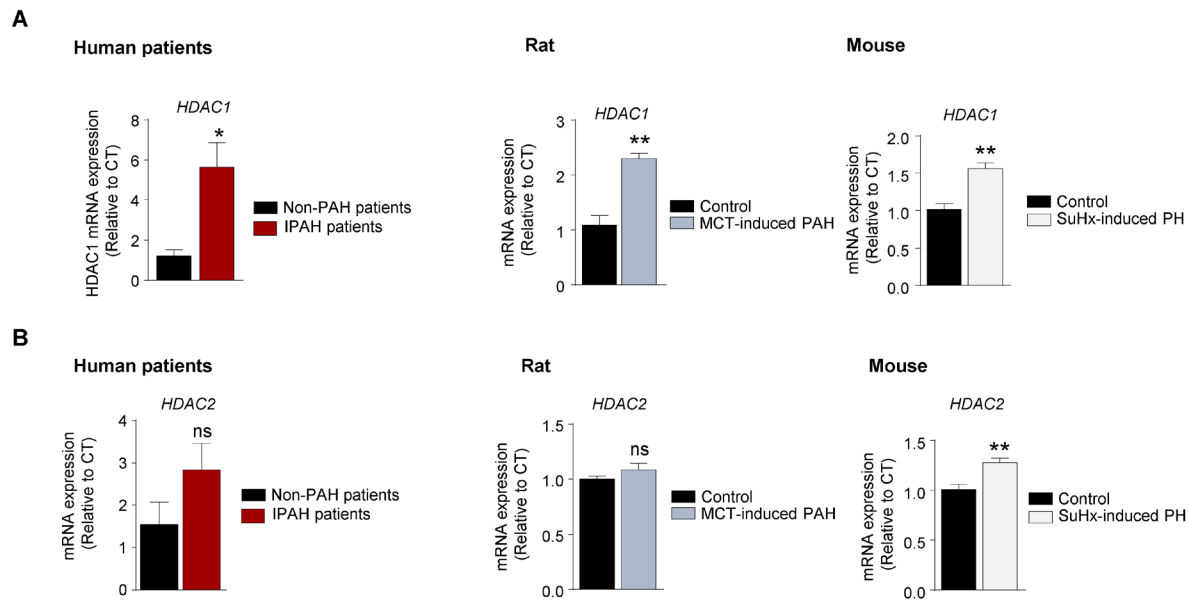 A
Human patients
Rat
Mouse
HDAC1
HDAC1 mRNA expression
(Relative to CT)
8
6
4
2
0
*
Non-PAH patients
IPAH patients
HDAC1
mRNA expression
(Relative to CT)
3
2
1
0
**
Control
MCT-induced PAH
HDAC1
mRNA expression
(Relative to CT)
2.0
1.5
1.0
0.5
0.0
**
Control
SuHx-induced PH
B
Human patients
Rat
Mouse
HDAC2
mRNA expression
(Relative to CT)
4
3
2
1
0
ns
Non-PAH patients
IPAH patients
HDAC2
mRNA expression
(Relative to CT)
1.5
1.0
0.5
0.0
ns
Control
MCT-induced PAH
HDAC2
mRNA expression
(Relative to CT)
1.5
1.0
0.5
0.0
**
Control
SuHx-induced PH